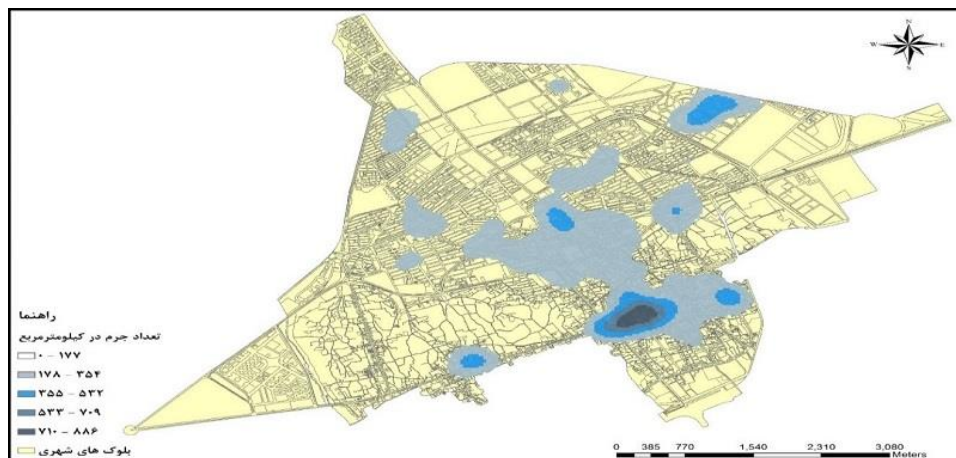 N
W E
S
راهنما
تعداد جرم در کیلومترمربع
۰ - ۱۷۷
۱۷۸ - ۳۵۴
۳۵۵ - ۵۳۲
۵۳۳ - ۷۰۹
۷۱۰ - ۸۸۶
بلوک های شهری
0 385 770 1,540 2,310 3,080
Meters